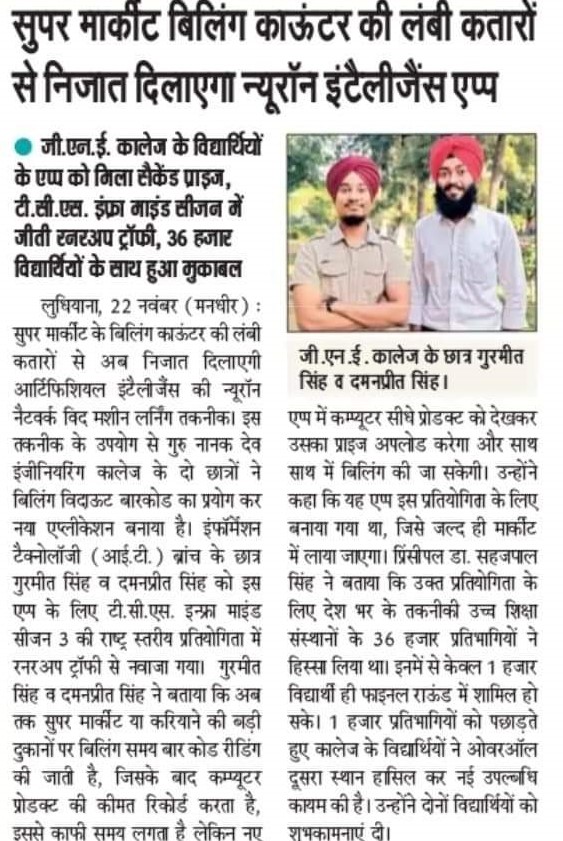 सुपर मार्कीट बिलिंग काऊंटर की लंबी कतारों
से निजात दिलाएगा न्यूरॉन इंटैलीजैंस एप्प
जी.एन.ई. कालेज के विद्यार्थियों
के एप्प को मिला सैकेंड प्राइज,
टी.सी.एस. इंफ्रा माइंड सीजन में
जीती रनरअप ट्रॉफी, 36 हजार
विद्यार्थियों के साथ हुआ मुकाबल
लुधियाना, 22 नवंबर (मनधीर) :
सुपर मार्कीट के बिलिंग काऊंटर की लंबी
कतारों से अब निजात दिलाएगी
आर्टिफिशियल इंटैलीजैंस की न्यूरॉन
नैटवर्क विद मशीन लर्निंग तकनीक। इस
तकनीक के उपयोग से गुरु नानक देव
इंजीनियरिंग कालेज के दो छात्रों ने
बिलिंग विदाऊट बारकोड का प्रयोग कर
नया एप्लीकेशन बनाया है। इंफॉर्मेशन
टैक्नोलॉजी (आई.टी.) ब्रांच के छात्र
गुरमीत सिंह व दमनप्रीत सिंह को इस
एप्प के लिए टी.सी.एस. इन्फ्रा माइंड
सीजन 3 की राष्ट्र स्तरीय प्रतियोगिता में
रनरअप ट्रॉफी से नवाजा गया। गुरमीत
सिंह व दमनप्रीत सिंह ने बताया कि अब
तक सुपर मार्कीट या करियाने की बड़ी
दुकानों पर बिलिंग समय बार कोड रीडिंग
की जाती है, जिसके बाद कम्प्यूटर
प्रोडक्ट की कीमत रिकोर्ड करता है,
इससे काफी समय लगता है लेकिन नए
जी.एन.ई. कालेज के छात्र गुरमीत
सिंह व दमनप्रीत सिंह।
एप्प में कम्प्यूटर सीधे प्रोडक्ट को देखकर
उसका प्राइज अपलोड करेगा और साथ
साथ में बिलिंग की जा सकेगी। उन्होंने
कहा कि यह एप्प इस प्रतियोगिता के लिए
बनाया गया था, जिसे जल्द ही मार्कीट
में लाया जाएगा। प्रिंसीपल डा. सहजपाल
सिंह ने बताया कि उक्त प्रतियोगिता के
लिए देश भर के तकनीकी उच्च शिक्षा
संस्थानों के 36 हजार प्रतिभागियों ने
हिस्सा लिया था। इनमें से केवल 1 हजार
विद्यार्थी ही फाइनल राऊंड में शामिल हो
सके। 1 हजार प्रतिभागियों को पछाड़ते
हुए कालेज के विद्यार्थियों ने ओवरऑल
दूसरा स्थान हासिल कर नई उपलब्धि
कायम की है। उन्होंने दोनों विद्यार्थियों को
शुभकामनाएं दी।